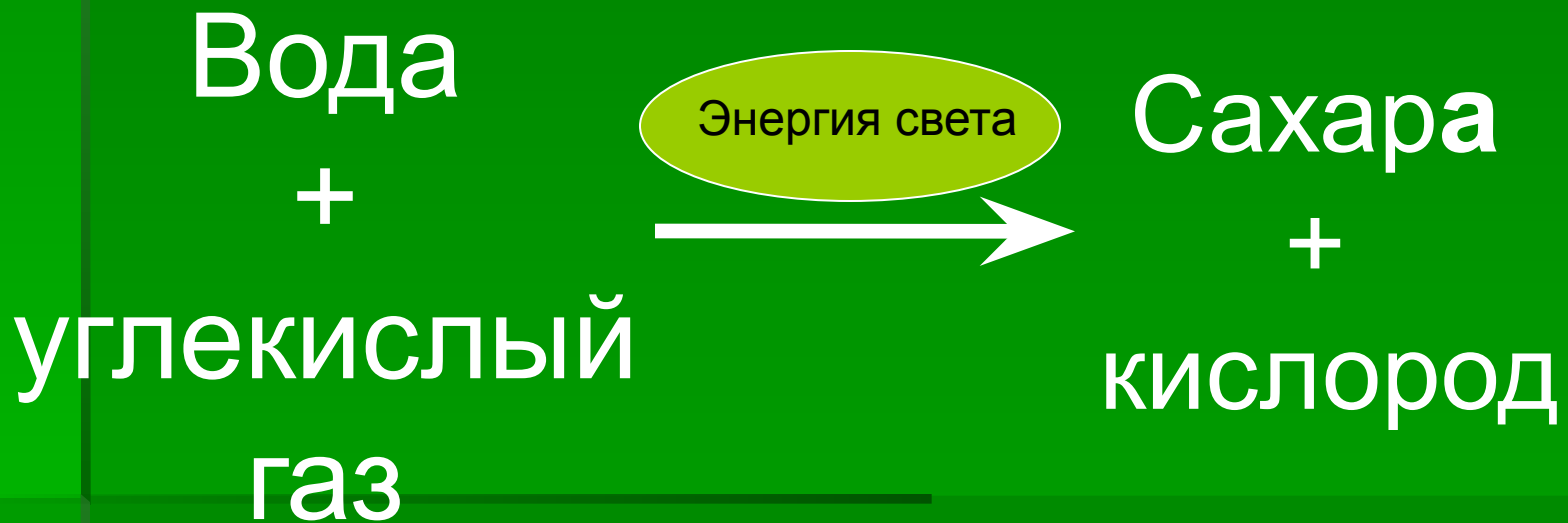 Вода
+
углекислый
газ
Энергия света
Сахара
+
кислород